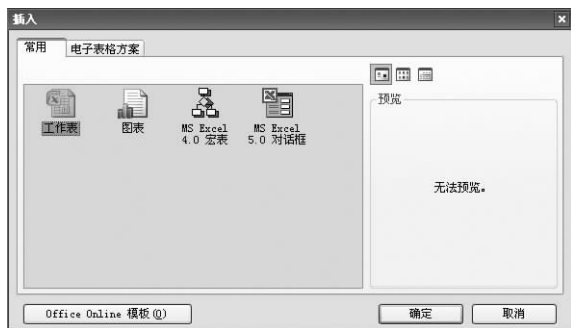 插入
常用
电子表格方案
预览
工作表
图表
MS Excel
4.0 宏表
MS Excel
5.0 对话框
无法预览。
Office Online 模板(Q)
确定
取消